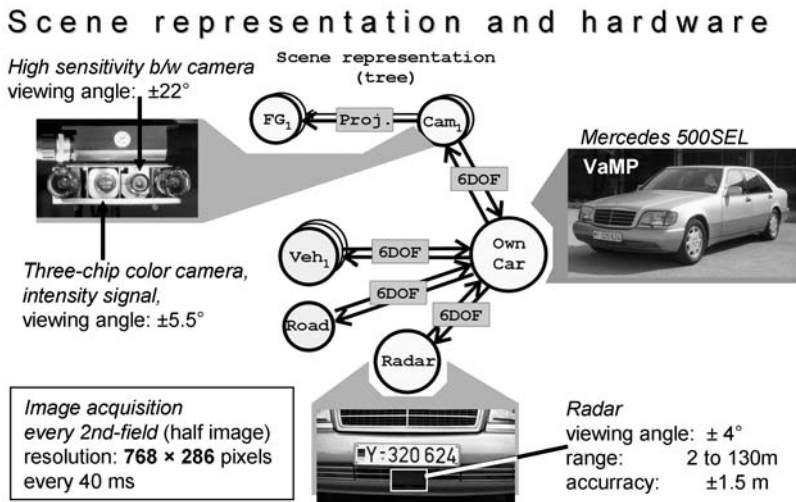 Scene representation and hardware
High sensitivity b/w camera
viewing angle: ±22°
Scene representation
(tree)
FG1
Proj.
Cam1
6DOF
Mercedes 500SEL
VaMP
Own
Car
Veh1
6DOF
6DOF
Road
6DOF
Radar
Three-chip color camera,
intensity signal,
viewing angle: ±5.5°
Image acquisition
every 2nd-field (half image)
resolution: 768 × 286 pixels
every 40 ms
Y-320 624
Radar
viewing angle: ± 4°
range: 2 to 130m
accurracy: ±1.5 m